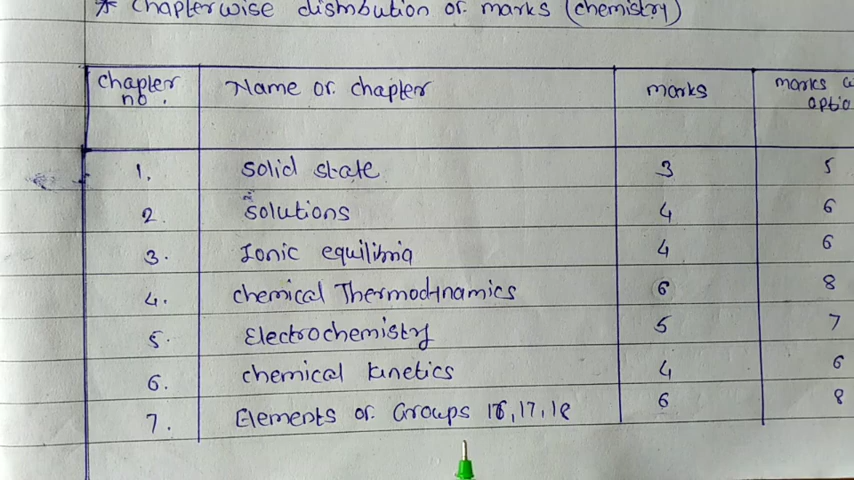 * Chapterwise distribution of marks (chemistry)
chapter no. Name of chapter marks marks
1. solid state 3 5
2. solutions 4 6
3. Ionic equilibria 4 6
4. chemical Thermodynamics 6 8
5. Electrochemistry 5 7
6. chemical kinetics 4 6
7. Elements of Groups 16, 17, 18 6 8